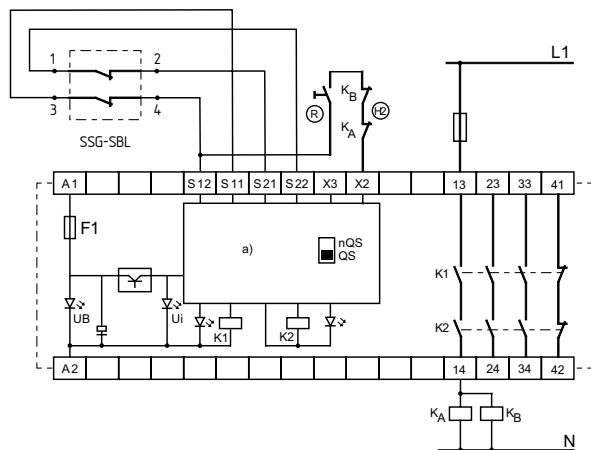 L1
1 2
3 4
SSG-SBL
R
KB
H2
KA
A1 S12 S11 S21 S22 X3 X2 13 23 33 41
F1
a)
nQS
QS
UB
Ui
K1
K2
K1
K2
A2 14 24 34 42
KA
KB
N